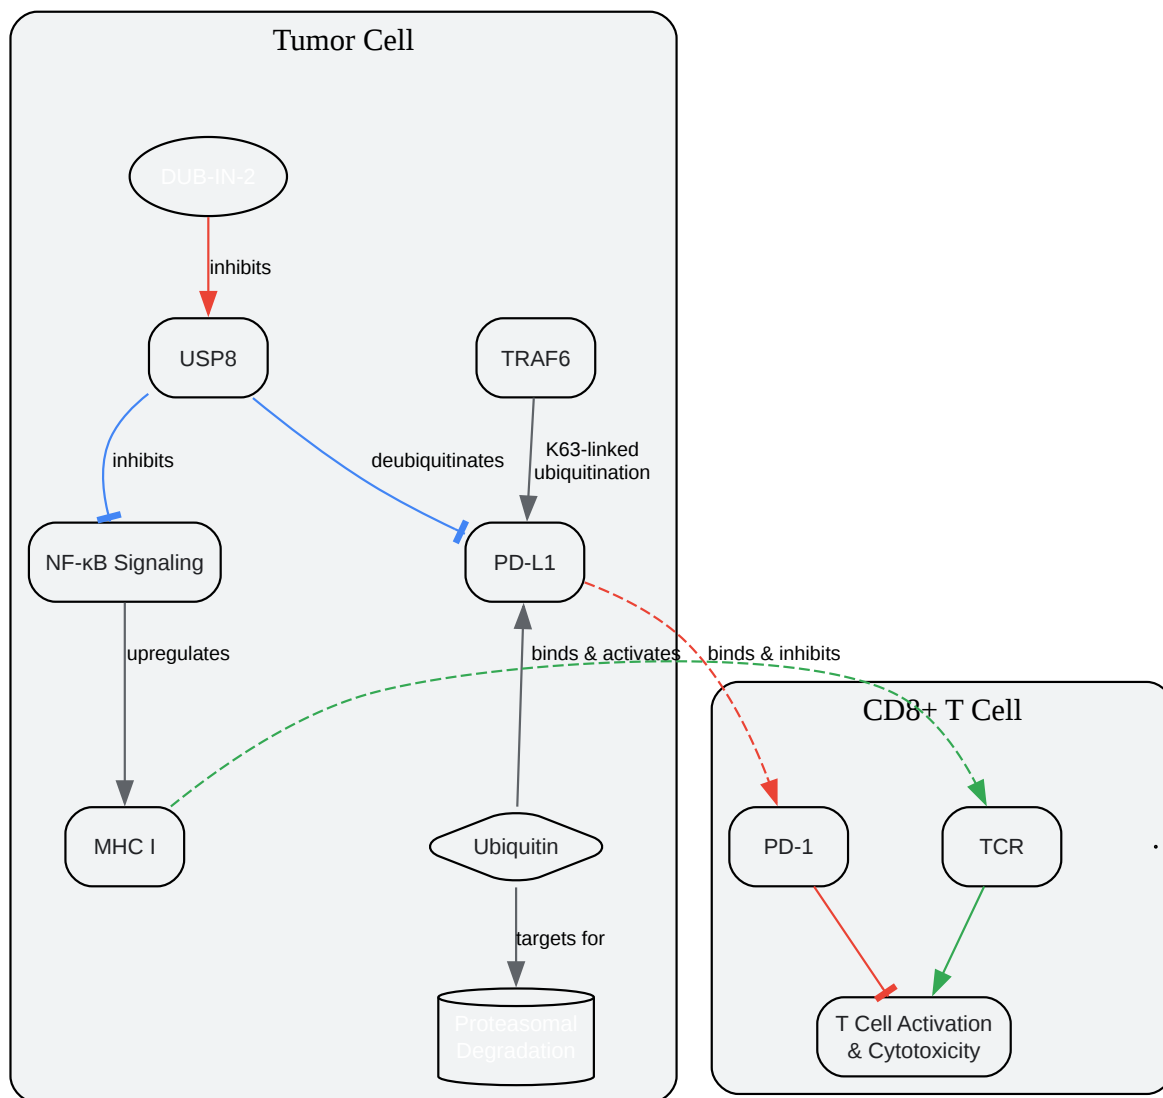 Tumor Cell
DUB-IN-2
inhibits
USP8
TRAF6
inhibits
deubiquitinates
K63-linked
ubiquitination
NF-κB Signaling
PD-L1
upregulates
binds & activates
binds & inhibits
CD8+ T Cell
MHC I
Ubiquitin
PD-1
TCR
targets for
Proteasomal
Degradation
T Cell Activation
& Cytotoxicity